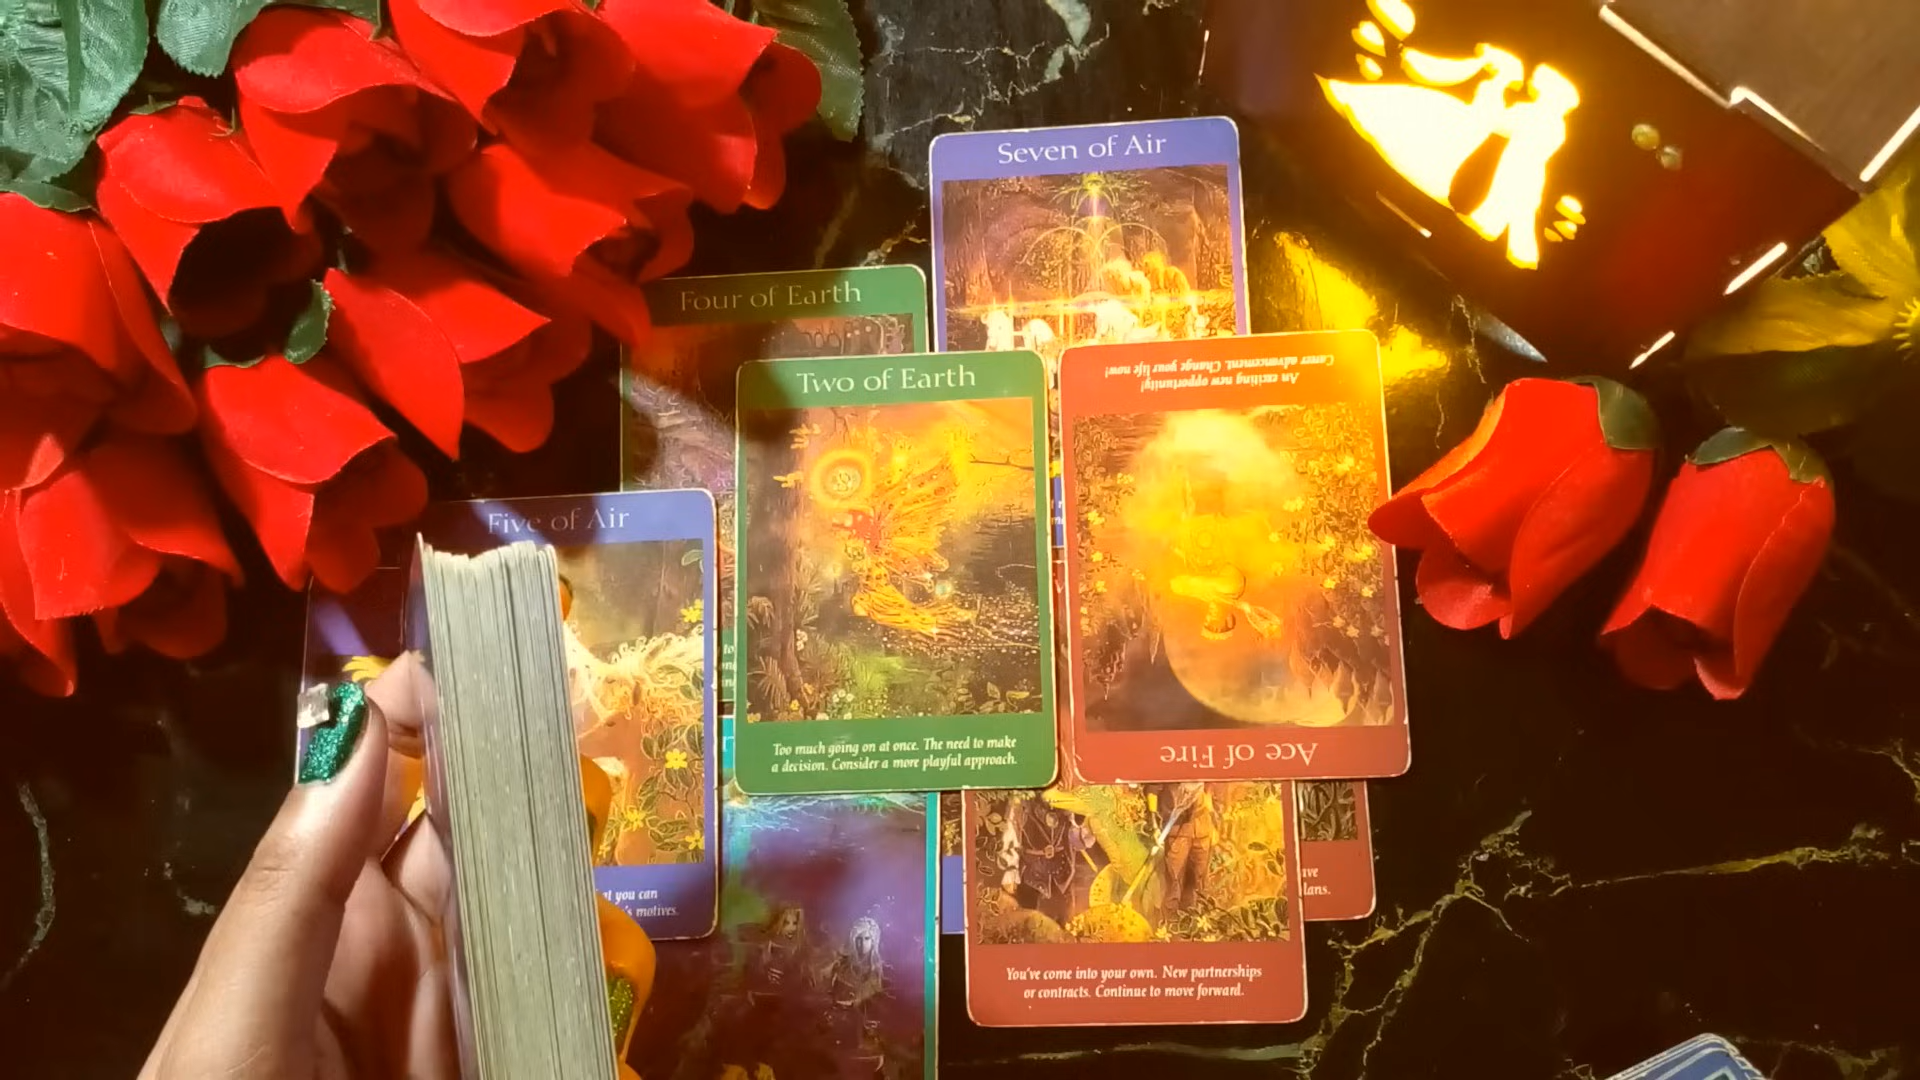 Seven of Air
Four of Earth
Two of Earth
An exciting new opportunity!
Career advancement. Change your life now!
Five of Air
Too much going on at once. The need to make
a decision. Consider a more playful approach.
Ace of Fire
you can
motives.
You've come into your own. New partnerships
or contracts. Continue to move forward.